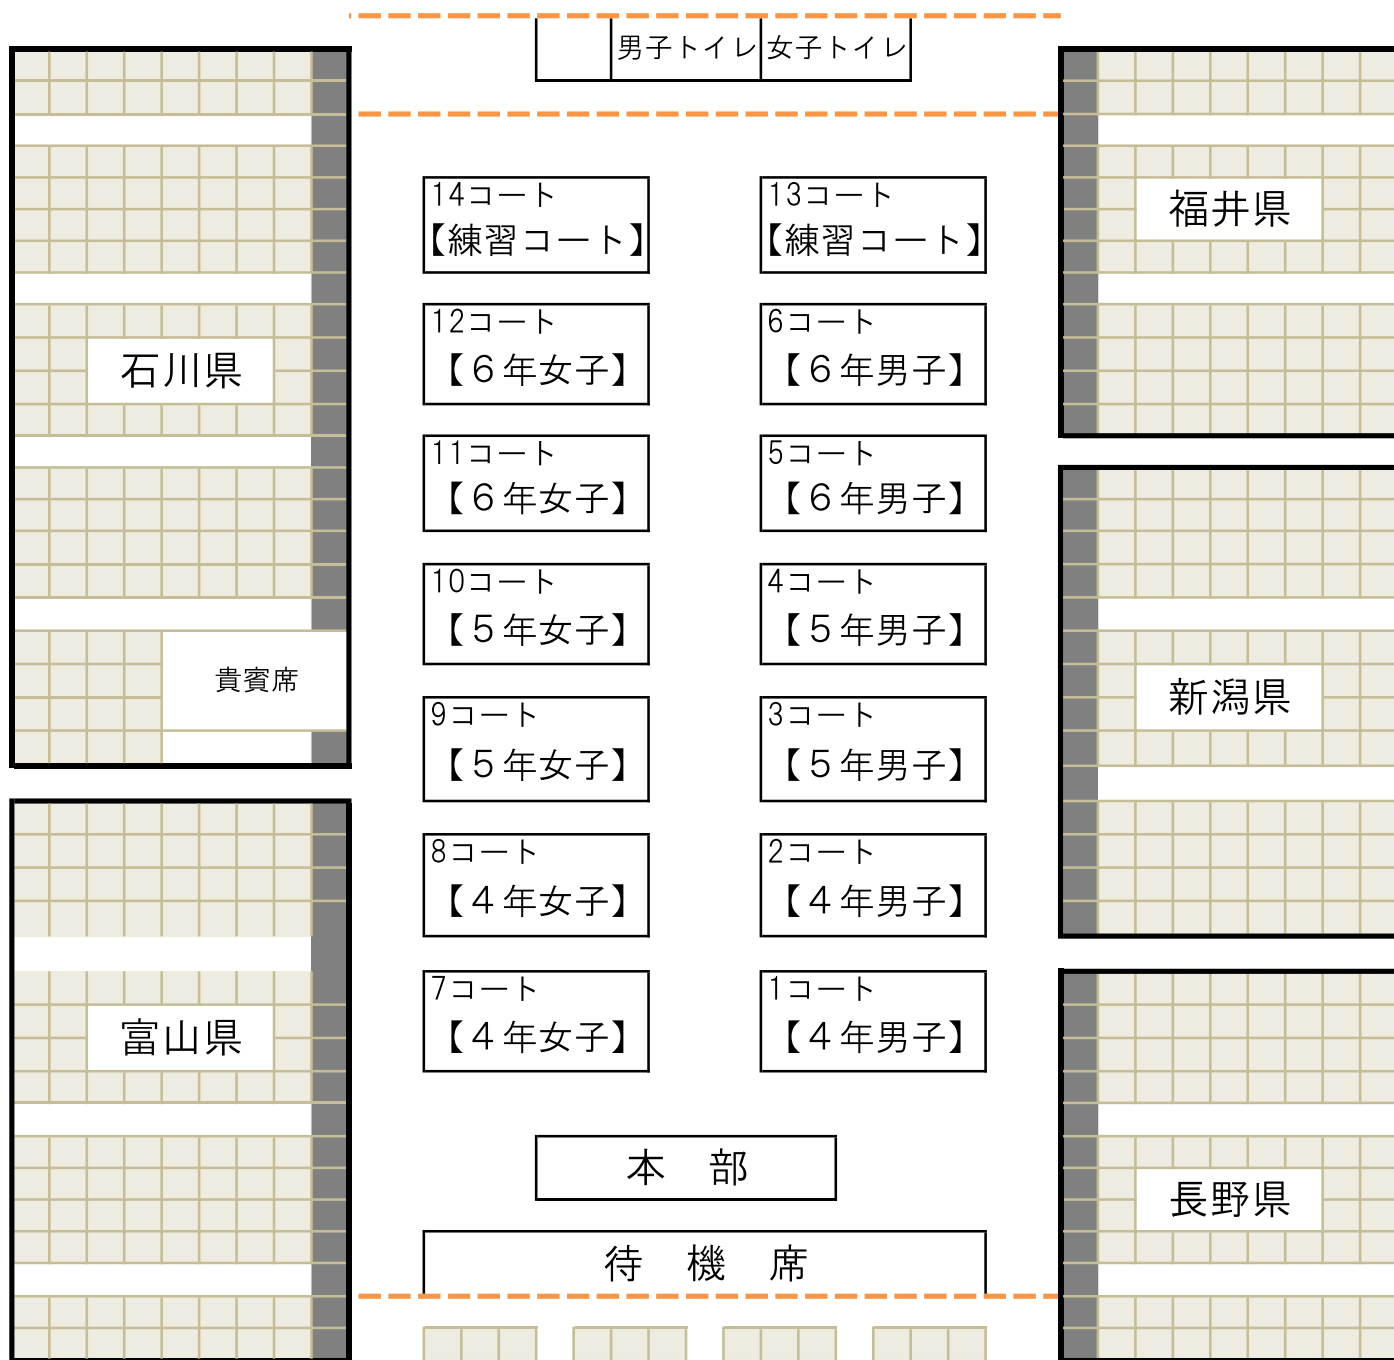 男子トイレ
女子トイレ
14コート
【練習コート】
13コート
【練習コート】
福井県
12コート
【６年女子】
6コート
【６年男子】
石川県
11コート
【６年女子】
5コート
【６年男子】
10コート
【５年女子】
4コート
【５年男子】
貴賓席
新潟県
9コート
【５年女子】
3コート
【５年男子】
8コート
【４年女子】
2コート
【４年男子】
7コート
【４年女子】
1コート
【４年男子】
富山県
本　部
長野県
待　機　席